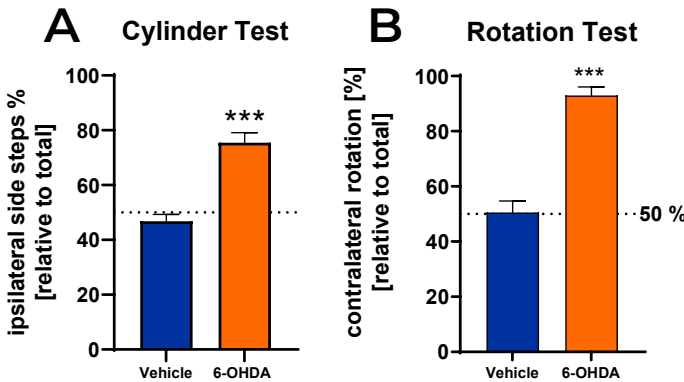 A Cylinder Test
ipsilateral side steps %
[relative to total]
100
80
60
40
20
0
***
Vehicle 6-OHDA
B Rotation Test
contralateral rotation [%]
[relative to total]
100
80
60
40
20
0
***
50 %
Vehicle 6-OHDA